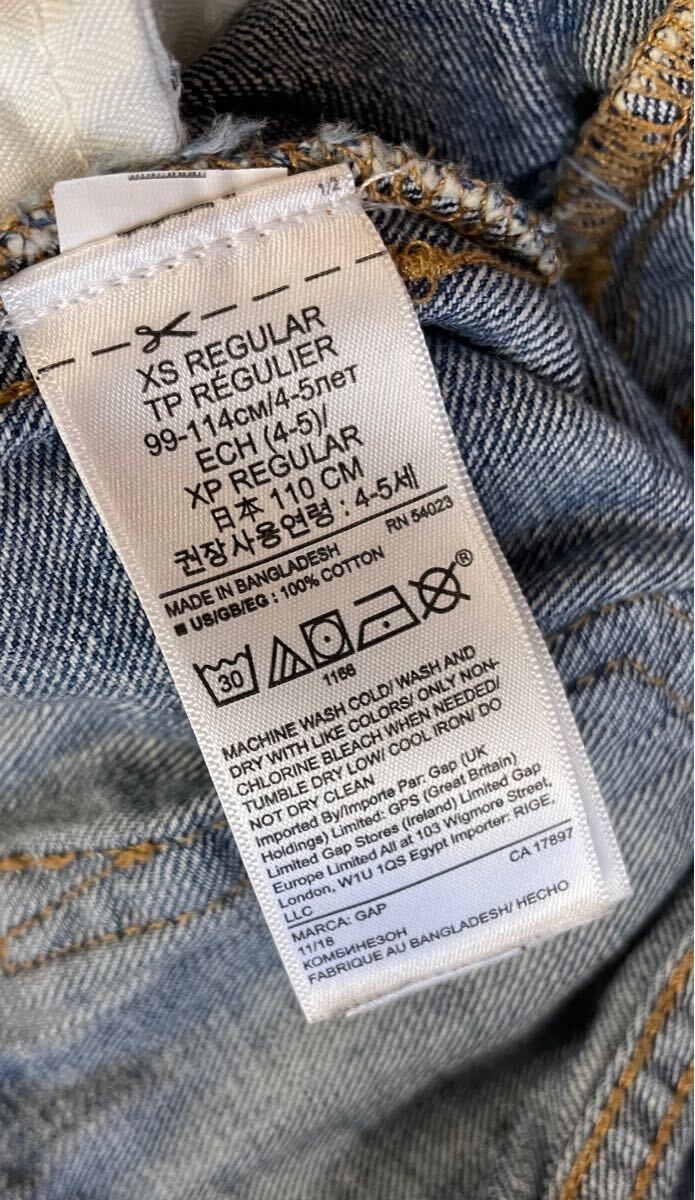 1/2
XS REGULAR
TP RÉGULIER
99-114см/4-5лет
ECH (4-5)/
XP REGULAR
日本 110 CM
권장사용연령 : 4-5세
MADE IN BANGLADESH RN 54023
■ US/GB/EG : 100% COTTON
30 ®
1166
MACHINE WASH COLD/ WASH AND
DRY WITH LIKE COLORS/ ONLY NON-
CHLORINE BLEACH WHEN NEEDED/
TUMBLE DRY LOW/ COOL IRON/ DO
NOT DRY CLEAN
Imported By/Importe Par: Gap (UK
Holdings) Limited: GPS (Great Britain)
Limited Gap Stores (Ireland) Limited Gap
Europe Limited All at 103 Wigmore Street,
London, W1U 1QS Egypt Importer: RIGE,
LLC CA 17897
MARCA: GAP
11/18
КОМБИНЕЗОН
FABRIQUE AU BANGLADESH/ HECHO